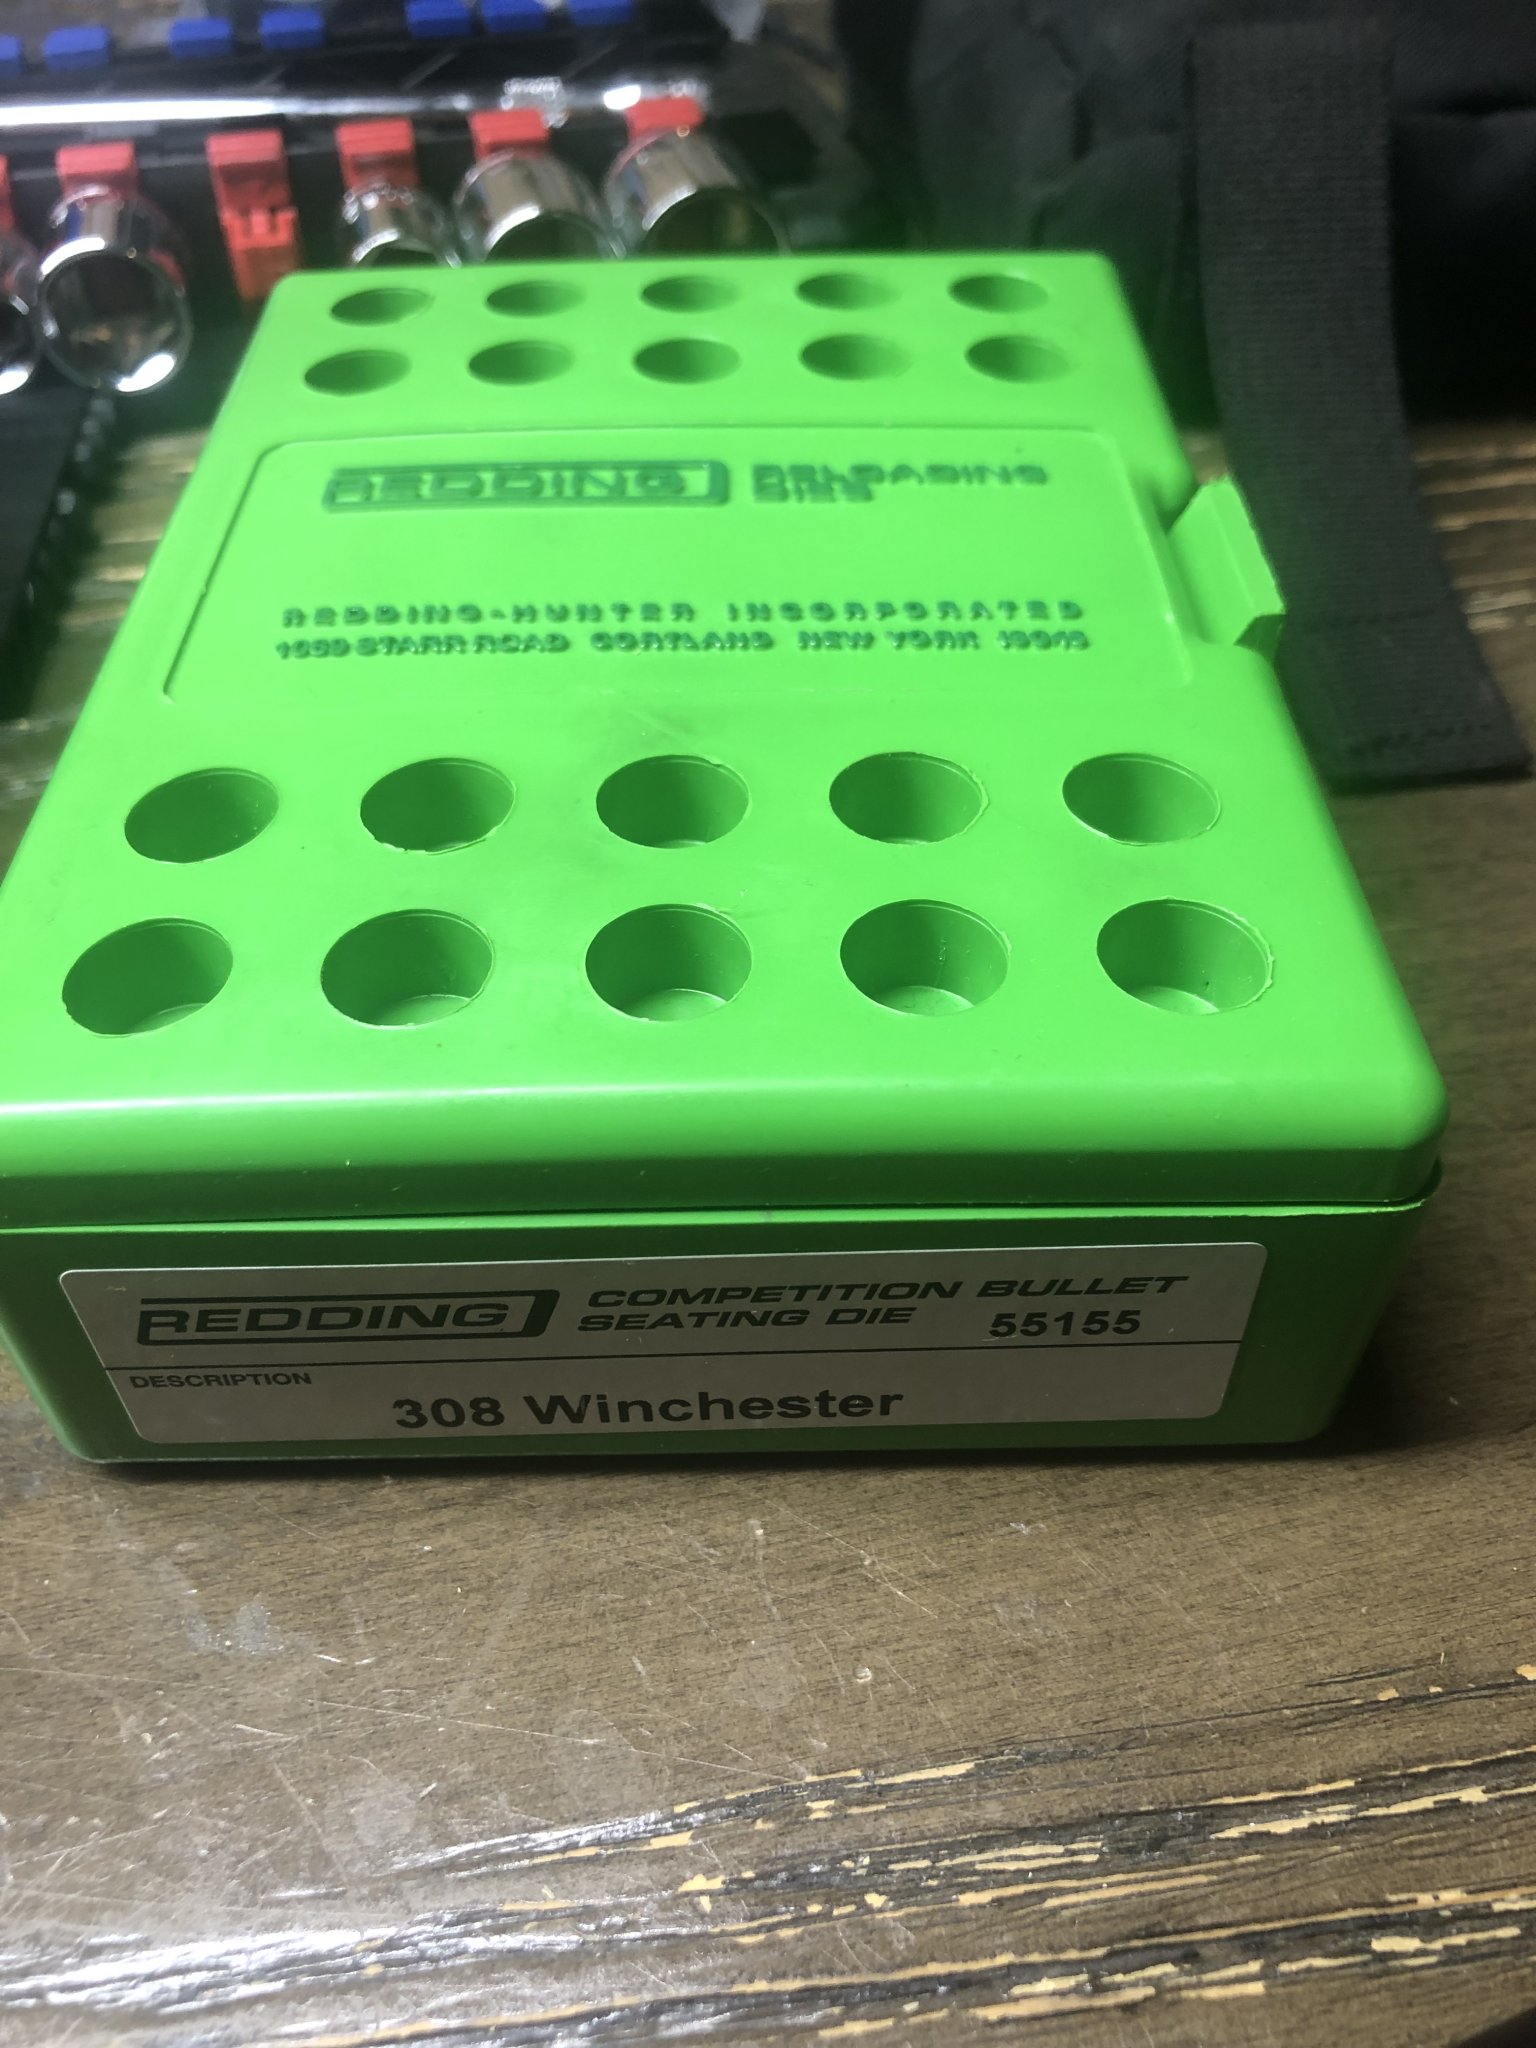 REDDING RELOADING
DIES
REDDING-HUNTER INCORPORATED
1089 STARR ROAD CORTLAND NEW YORK 13045
REDDING COMPETITION BULLET
SEATING DIE 55155
DESCRIPTION
308 Winchester